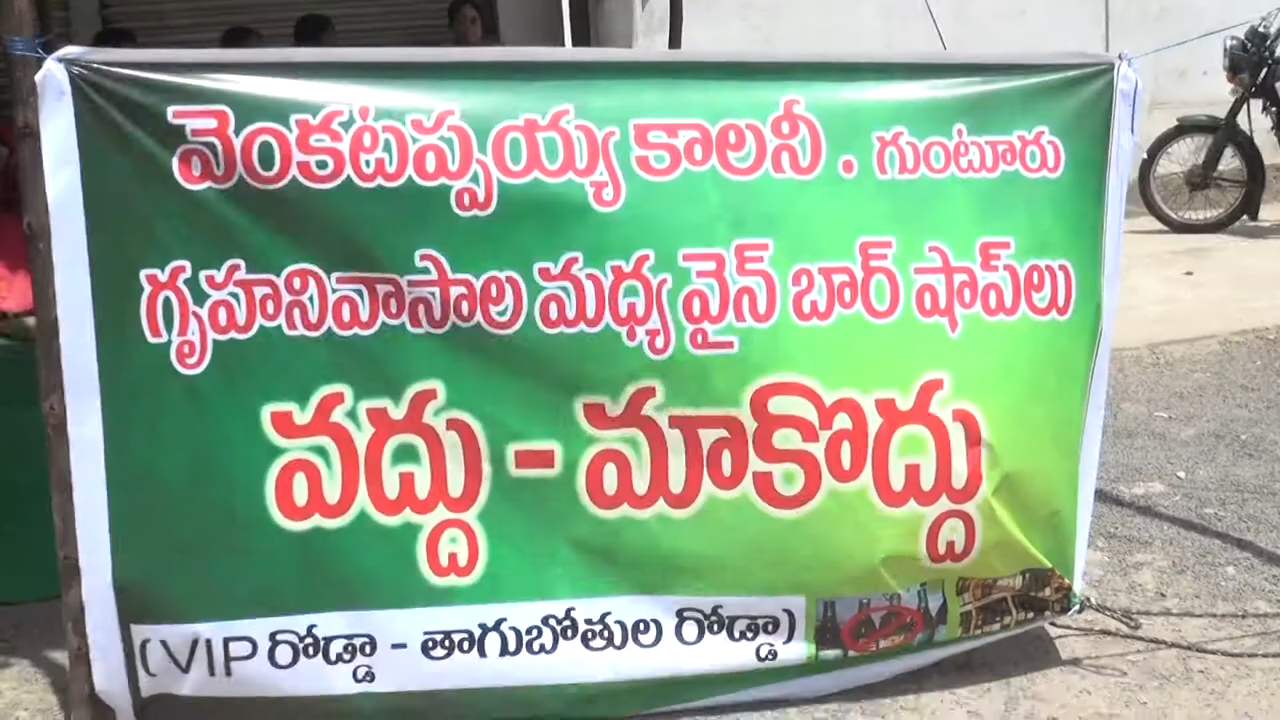 వెంకటప్పయ్య కాలనీ . గుంటూరు
గృహనివాసాల మధ్య వైన్ బార్ షాప్‌లు
వద్దు - మాకొద్దు
(VIP రోడ్డా - తాగుబోతుల రోడ్డా)